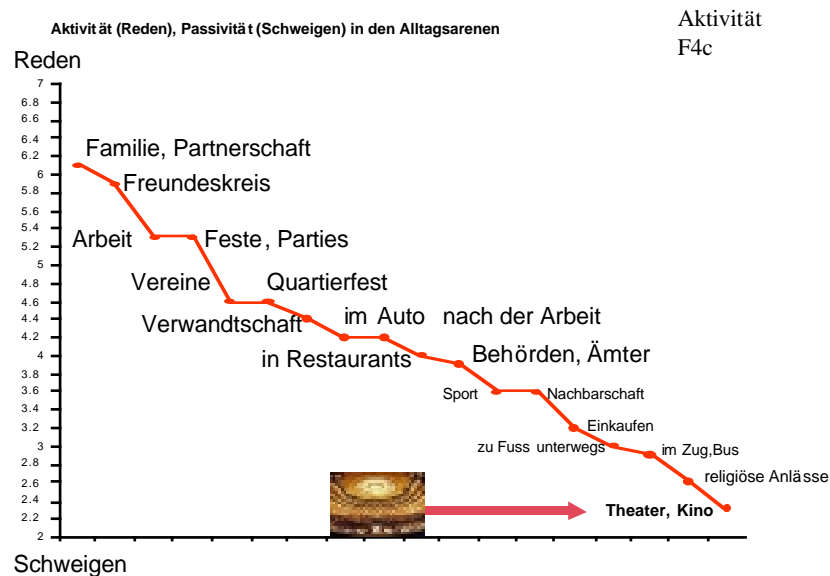 Aktivität (Reden), Passivität (Schweigen) in den Alltagsarenen
Aktivität
F4c
Reden
7
6.8
6.6
6.4
6.2
6
5.8
5.6
5.4
5.2
5
4.8
4.6
4.4
4.2
4
3.8
3.6
3.4
3.2
3
2.8
2.6
2.4
2.2
2
Familie, Partnerschaft
Freundeskreis
Arbeit
Feste, Parties
Vereine
Quartierfest
Verwandtschaft
im Auto
nach der Arbeit
in Restaurants
Behörden, Ämter
Sport
Nachbarschaft
Einkaufen
zu Fuss unterwegs
im Zug,Bus
religiöse Anlässe
Theater, Kino
Schweigen